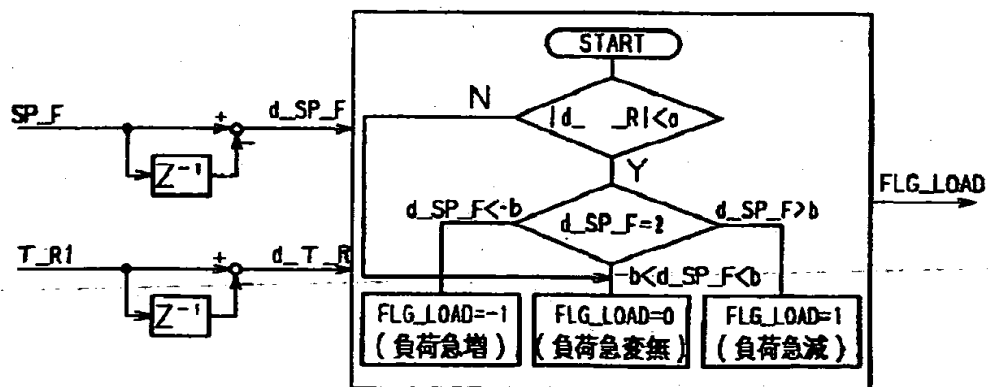 START
N
|d_ _R|<a
SP_F
+
d_SP_F
-
Z⁻¹
Y
FLG_LOAD
d_SP_F<-b
d_SP_F>b
d_SP_F=?
T_R1
+
d_T_R
-
Z⁻¹
-b<d_SP_F<b
FLG_LOAD=-1
(負荷急増)
FLG_LOAD=0
(負荷急変無)
FLG_LOAD=1
(負荷急減)